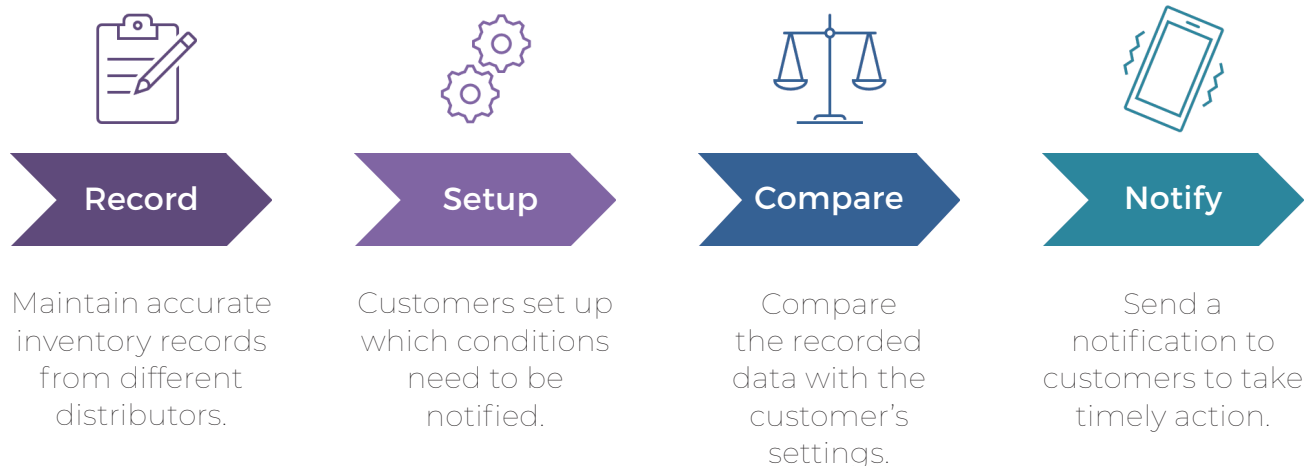 Record
Setup
Compare
Notify
Maintain accurate
inventory records
from different
distributors.
Customers set up
which conditions
need to be
notified.
Compare
the recorded
data with the
customer’s
settings.
Send a
notification to
customers to take
timely action.